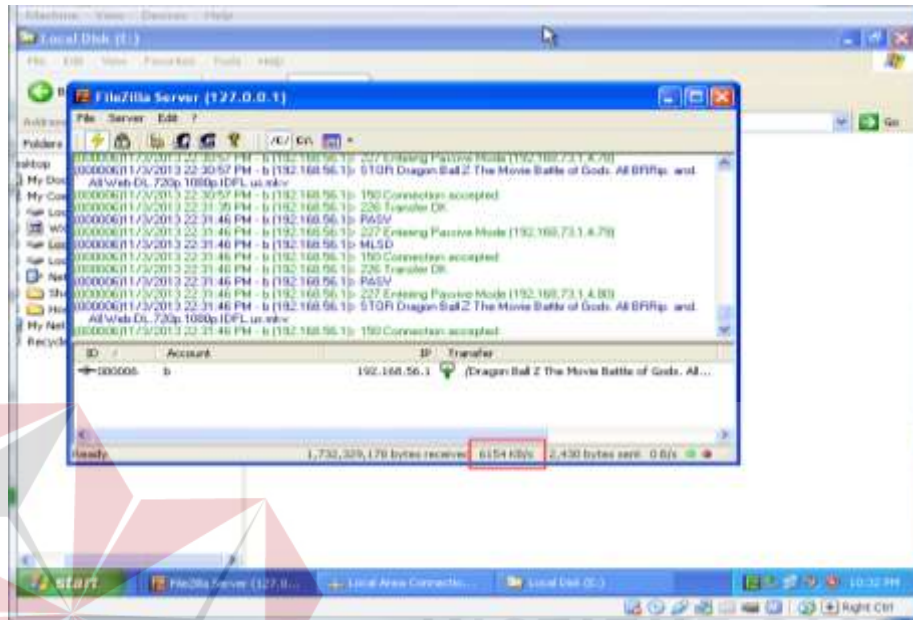 Machine View Devices Help
Local Disk (E:)
File Edit View Favorites Tools Help
FileZilla Server (127.0.0.1)
File Server Edit ?
/C/ C:\
Go
Folders
(000006)11/3/2013 22:30:57 PM - b (192.168.56.1)> 227 Entering Passive Mode
(000006)11/3/2013 22:30:57 PM - b (192.168.56.1)> STOR Dragon Ball Z The Movie Battle of Gods. All BRRip. and.
All Web-DL.720p.1080p.IDFL.us.mkv
(000006)11/3/2013 22:30:57 PM - b (192.168.56.1)> 150 Connection accepted
(000006)11/3/2013 22:31:35 PM - b (192.168.56.1)> 226 Transfer OK
(000006)11/3/2013 22:31:46 PM - b (192.168.56.1)> PASV
(000006)11/3/2013 22:31:46 PM - b (192.168.56.1)> 227 Entering Passive Mode (192,168,73,1,4,79)
(000006)11/3/2013 22:31:46 PM - b (192.168.56.1)> MLSD
(000006)11/3/2013 22:31:46 PM - b (192.168.56.1)> 150 Connection accepted
(000006)11/3/2013 22:31:46 PM - b (192.168.56.1)> 226 Transfer OK
(000006)11/3/2013 22:31:46 PM - b (192.168.56.1)> PASV
(000006)11/3/2013 22:31:46 PM - b (192.168.56.1)> 227 Entering Passive Mode (192,168,73,1,4,80)
(000006)11/3/2013 22:31:46 PM - b (192.168.56.1)> STOR Dragon Ball Z The Movie Battle of Gods. All BRRip. and.
All Web-DL.720p.1080p.IDFL.us.mkv
(000006)11/3/2013 22:31:46 PM - b (192.168.56.1)> 150 Connection accepted
ID / Account IP Transfer
000006 b 192.168.56.1 /Dragon Ball Z The Movie Battle of Gods. All...
Ready 1,732,329,178 bytes received 6154 KB/s 2,430 bytes sent 0 B/s
start FileZilla Server (127.0... Local Area Connectio... Local Disk (E:) 10:32 PM
Right Ctrl